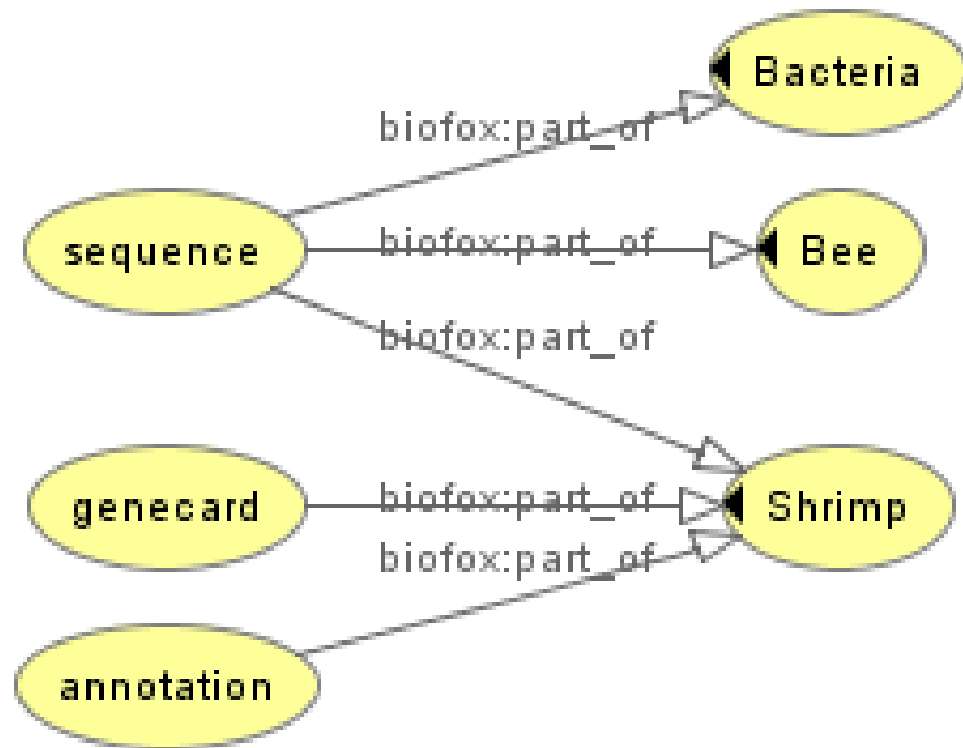 Bacteria
biofox:part_of
sequence
biofox:part_of
Bee
biofox:part_of
genecard
biofox:part_of
Shrimp
biofox:part_of
annotation